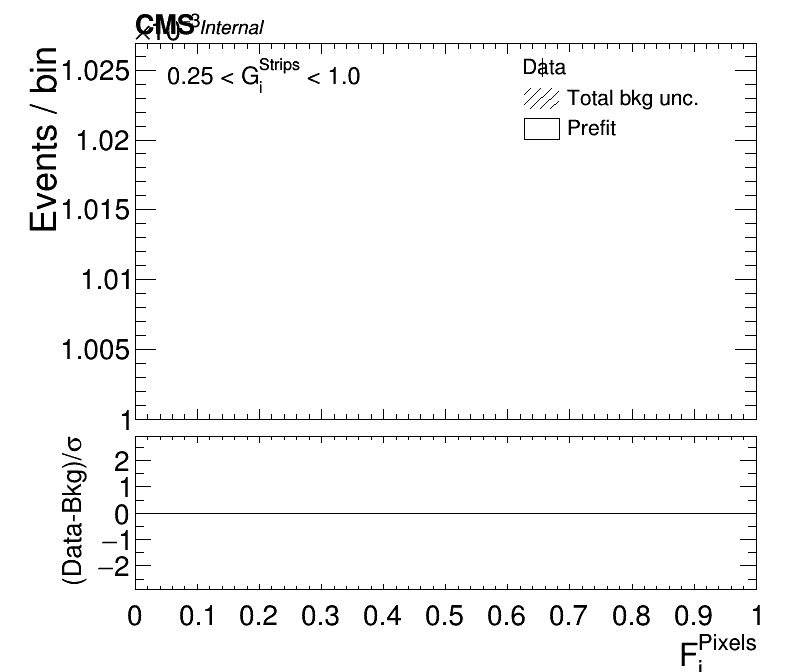 CMS Internal
×10⁻³
Events / bin
0.25 < G_i^Strips < 1.0
Data
Total bkg unc.
Prefit
1.025
1.02
1.015
1.01
1.005
1
(Data-Bkg)/σ
2
1
0
−1
−2
0 0.1 0.2 0.3 0.4 0.5 0.6 0.7 0.8 0.9 1
F_i^Pixels